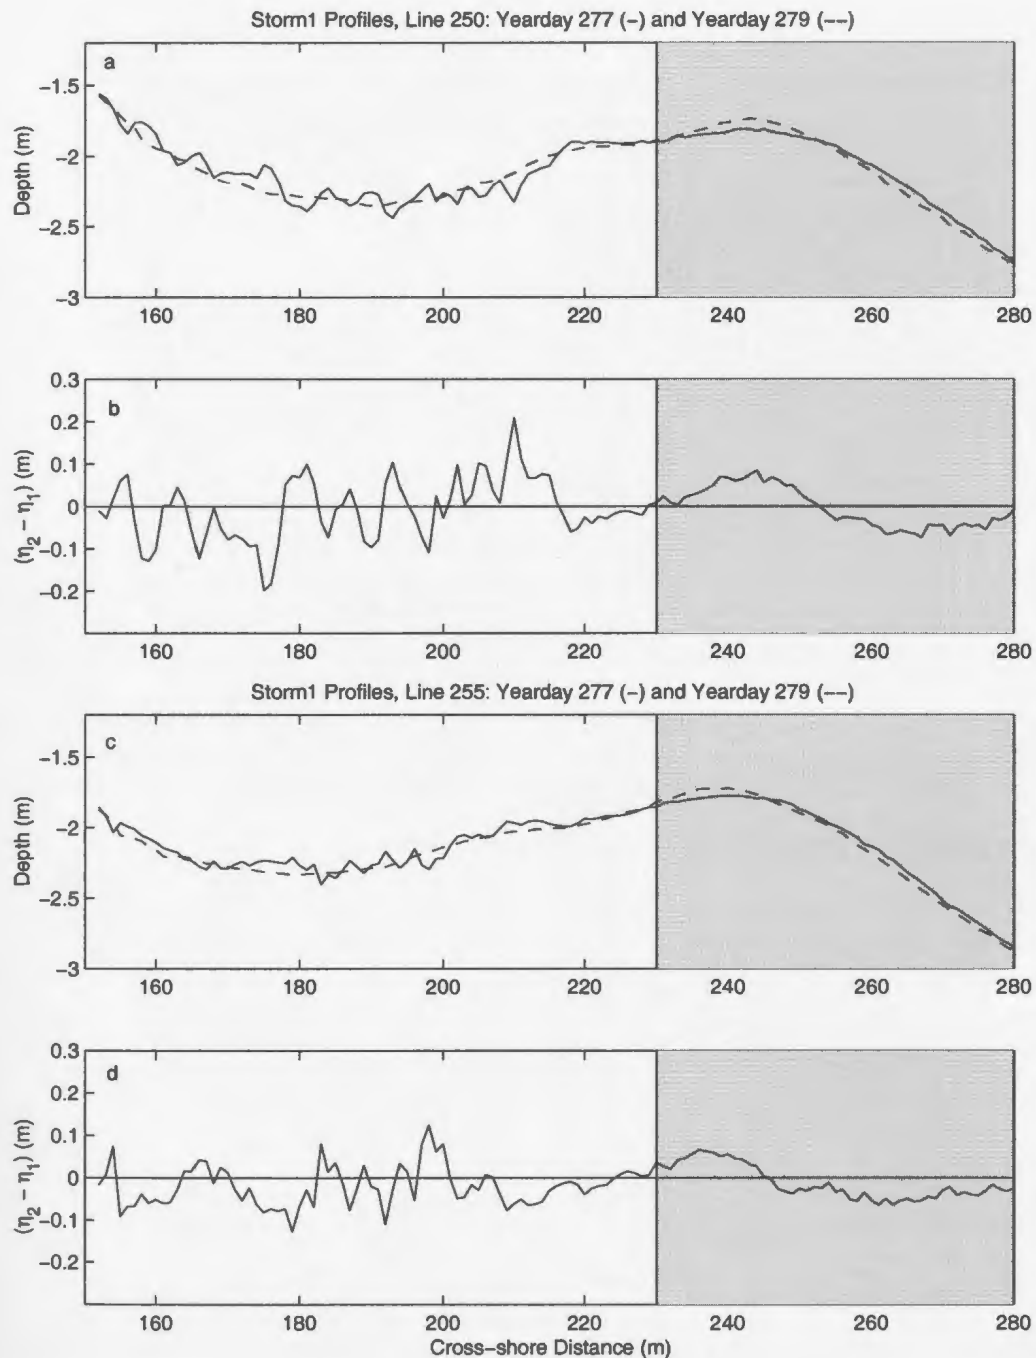 Storm1 Profiles, Line 250: Yearday 277 (-) and Yearday 279 (--)
a
Depth (m)
-1.5
-2
-2.5
-3
160 180 200 220 240 260 280
b
(η2 - η1) (m)
0.3
0.2
0.1
0
-0.1
-0.2
160 180 200 220 240 260 280
Storm1 Profiles, Line 255: Yearday 277 (-) and Yearday 279 (--)
c
Depth (m)
-1.5
-2
-2.5
-3
160 180 200 220 240 260 280
d
(η2 - η1) (m)
0.3
0.2
0.1
0
-0.1
-0.2
160 180 200 220 240 260 280
Cross-shore Distance (m)